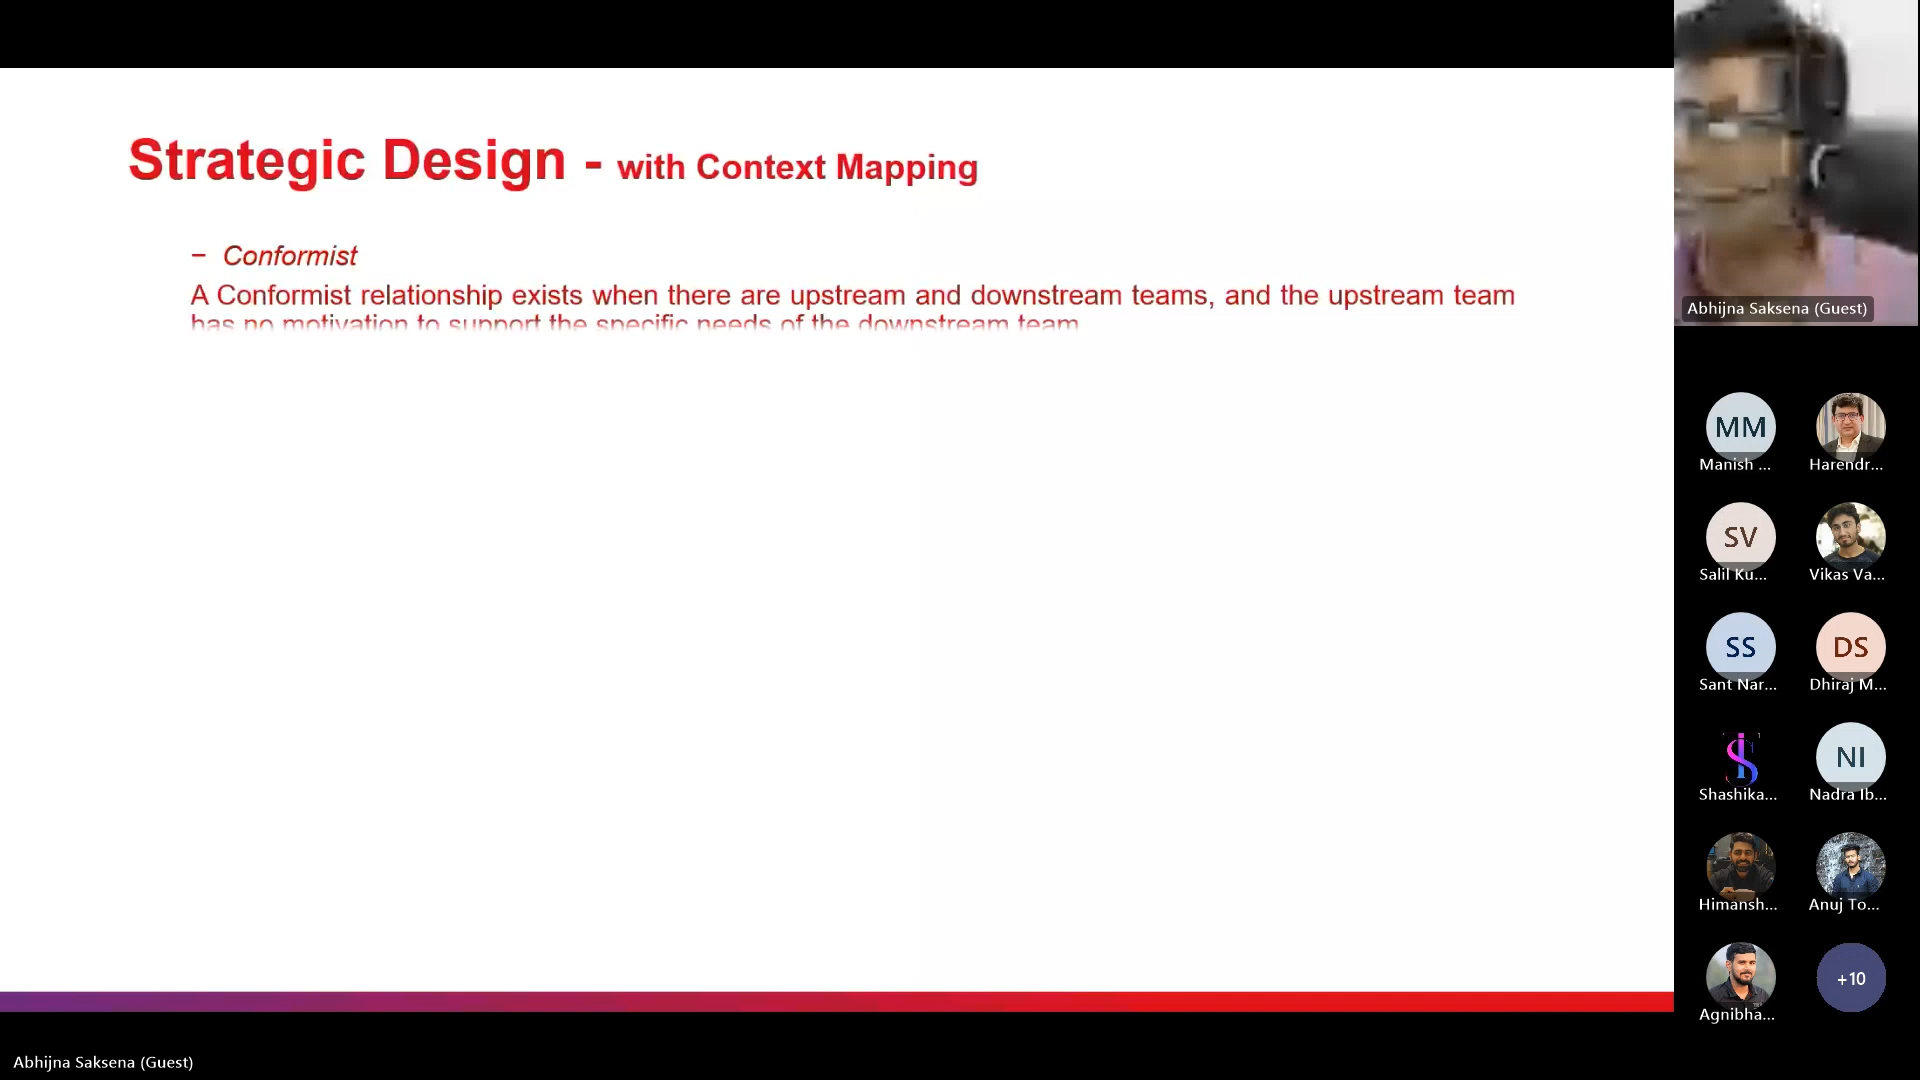 Strategic Design - with Context Mapping
– Conformist
A Conformist relationship exists when there are upstream and downstream teams, and the upstream team
has no motivation to support the specific needs of the downstream team
Abhijna Saksena (Guest)
MM
Manish ...
Harendr...
SV
Salil Ku...
Vikas Va...
SS
Sant Nar...
DS
Dhiraj M...
Shashika...
NI
Nadra Ib...
Himansh...
Anuj To...
Agnibha...
+10
Abhijna Saksena (Guest)